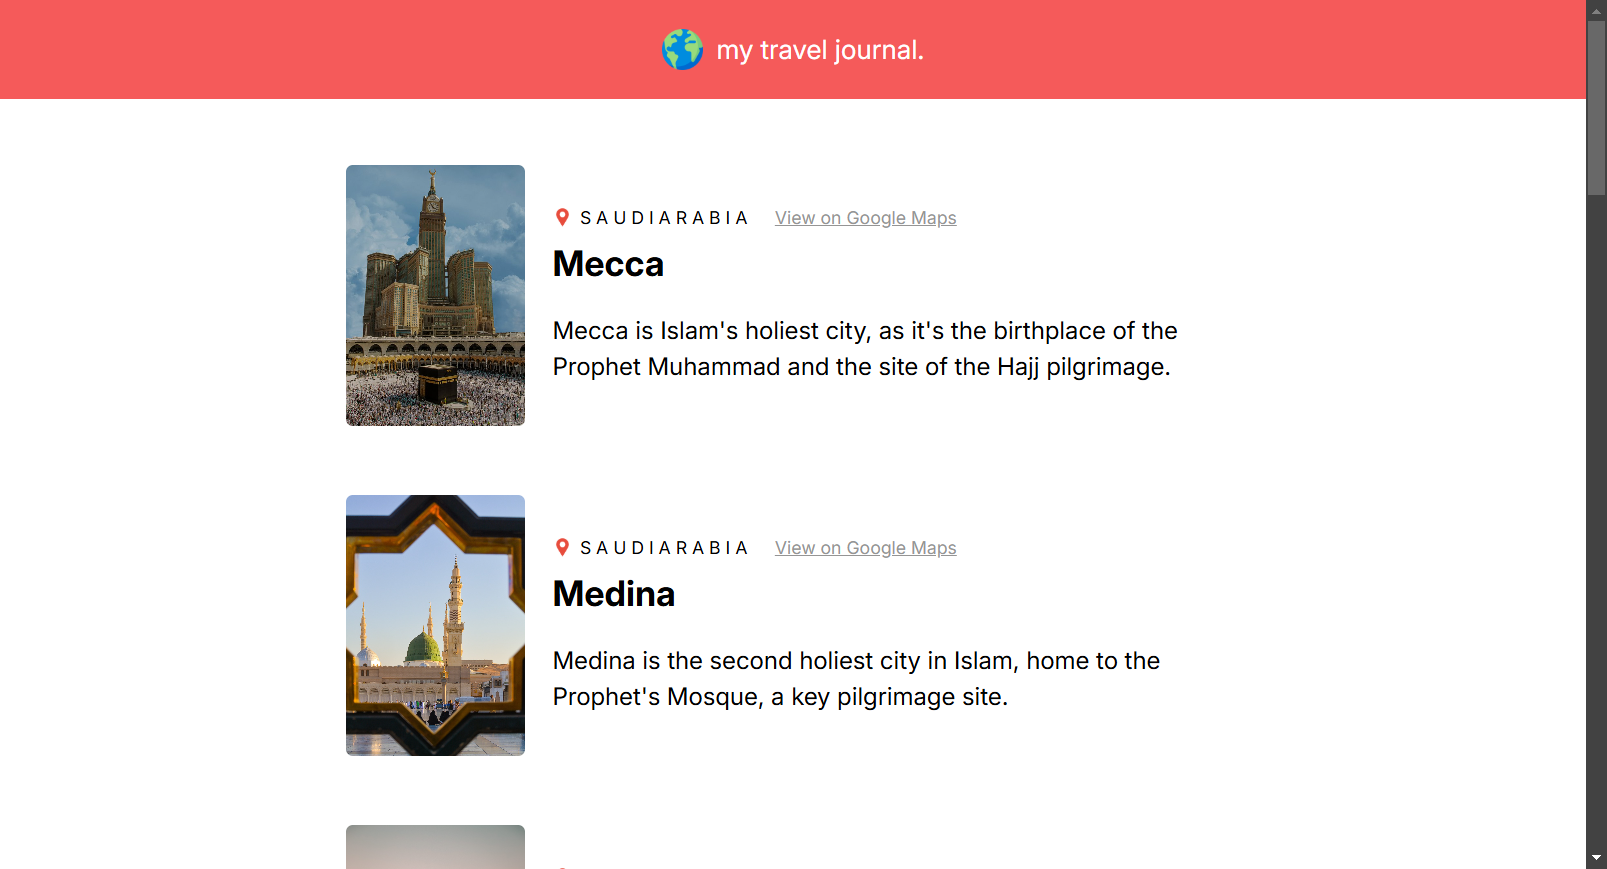 my travel journal.
SAUDIARABIA View on Google Maps
Mecca
Mecca is Islam's holiest city, as it's the birthplace of the
Prophet Muhammad and the site of the Hajj pilgrimage.
SAUDIARABIA View on Google Maps
Medina
Medina is the second holiest city in Islam, home to the
Prophet's Mosque, a key pilgrimage site.